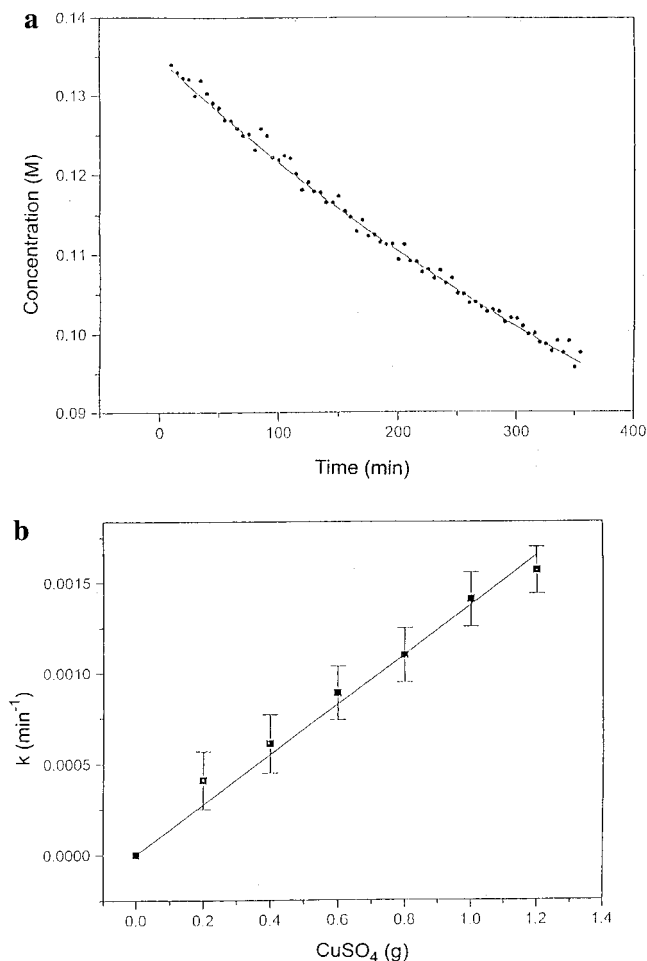 a
0.14
0.13
0.12
0.11
0.10
0.09
Concentration (M)
0 100 200 300 400
Time (min)
b
0.0015
0.0010
0.0005
0.0000
k (min⁻¹)
0.0 0.2 0.4 0.6 0.8 1.0 1.2 1.4
CuSO₄ (g)